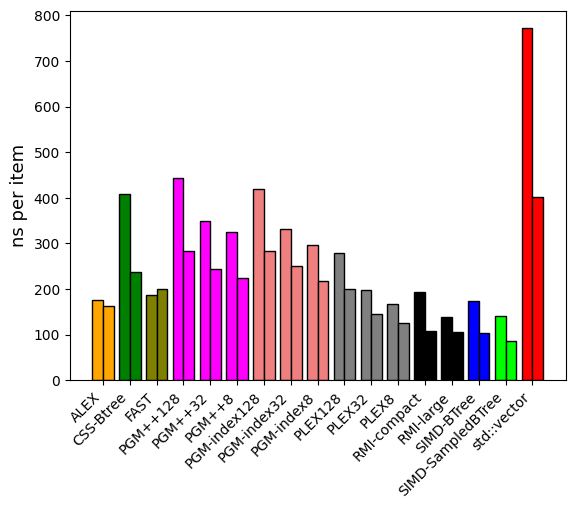 800
700
600
500
400
300
200
100
0
ns per item
ALEX
CSS-Btree
FAST
PGM++128
PGM++32
PGM++8
PGM-index128
PGM-index32
PGM-index8
PLEX128
PLEX32
PLEX8
RMI-compact
RMI-large
SIMD-BTree
SIMD-SampledBTree
std::vector